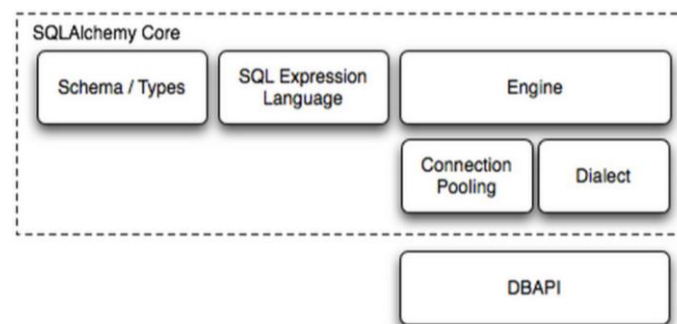 SQLAlchemy Core
Schema / Types
SQL Expression
Language
Engine
Connection
Pooling
Dialect
DBAPI